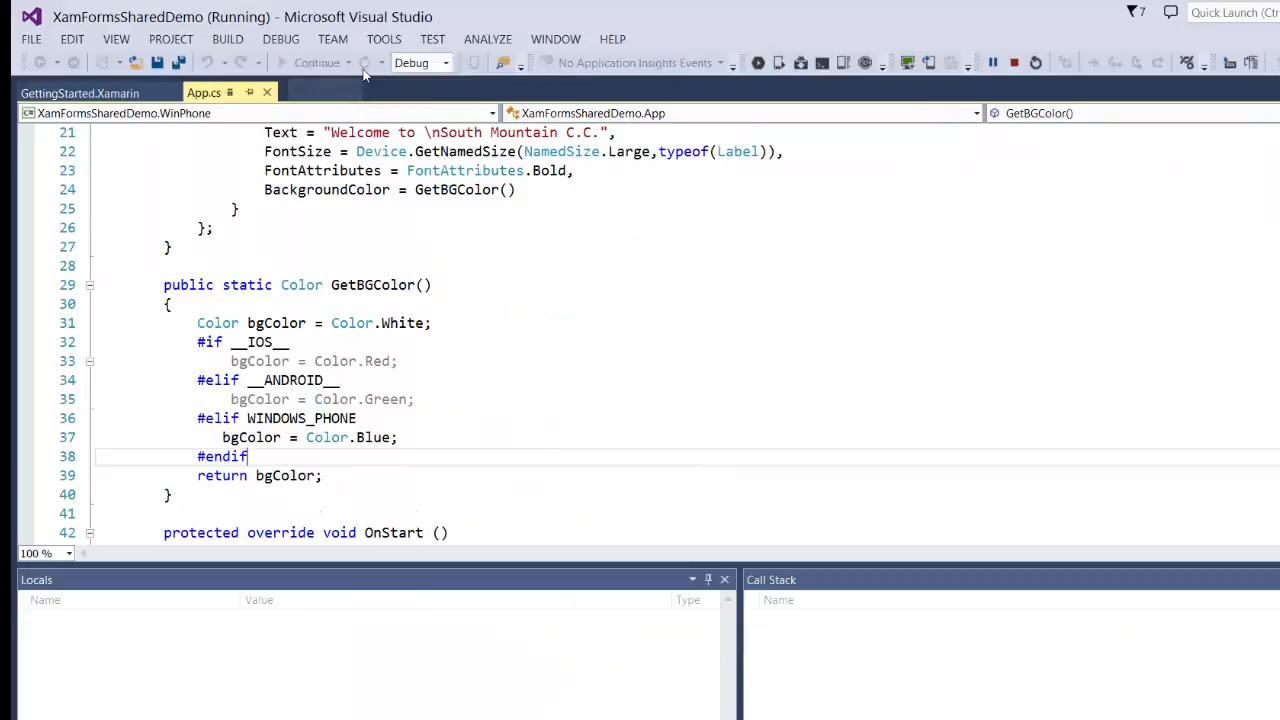 XamFormsSharedDemo (Running) - Microsoft Visual Studio
7
Quick Launch (Ctrl
FILE EDIT VIEW PROJECT BUILD DEBUG TEAM TOOLS TEST ANALYZE WINDOW HELP
Continue Debug No Application Insights Events
GettingStarted.Xamarin App.cs
XamFormsSharedDemo.WinPhone XamFormsSharedDemo.App GetBGColor()
21 Text = "Welcome to \nSouth Mountain C.C.",
22 FontSize = Device.GetNamedSize(NamedSize.Large,typeof(Label)),
23 FontAttributes = FontAttributes.Bold,
24 BackgroundColor = GetBGColor()
25 }
26 };
27 }
28
29 public static Color GetBGColor()
30 {
31 Color bgColor = Color.White;
32 #if __IOS__
33 bgColor = Color.Red;
34 #elif __ANDROID__
35 bgColor = Color.Green;
36 #elif WINDOWS_PHONE
37 bgColor = Color.Blue;
38 #endif
39 return bgColor;
40 }
41
42 protected override void OnStart ()
100 %
Locals Call Stack
Name Value Type Name